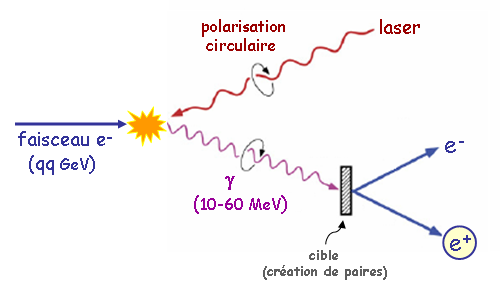 polarisation
circulaire
laser
faisceau e-
(qq GeV)
γ
(10-60 MeV)
e-
e+
cible
(création de paires)